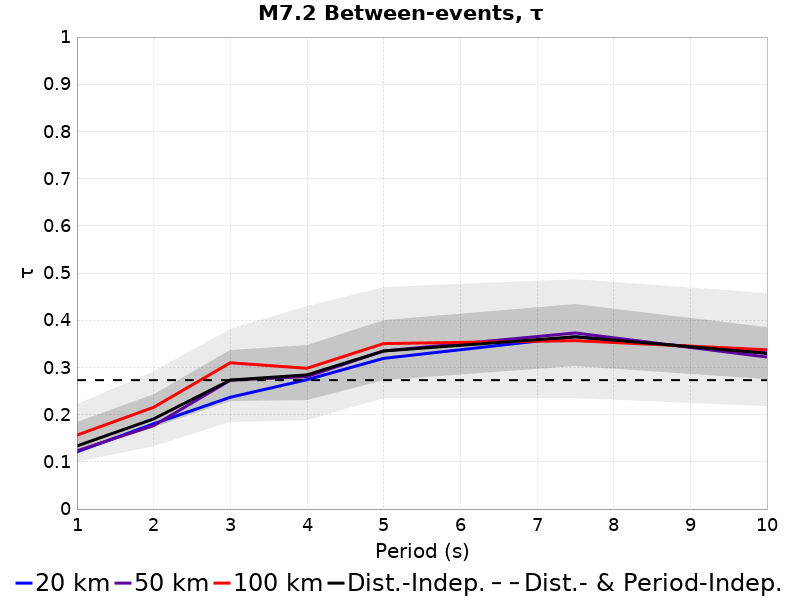 M7.2 Between-events, τ
1
0.9
0.8
0.7
0.6
0.5
0.4
0.3
0.2
0.1
0
τ
1 2 3 4 5 6 7 8 9 10
Period (s)
20 km 50 km 100 km Dist.-Indep. Dist.- & Period-Indep.